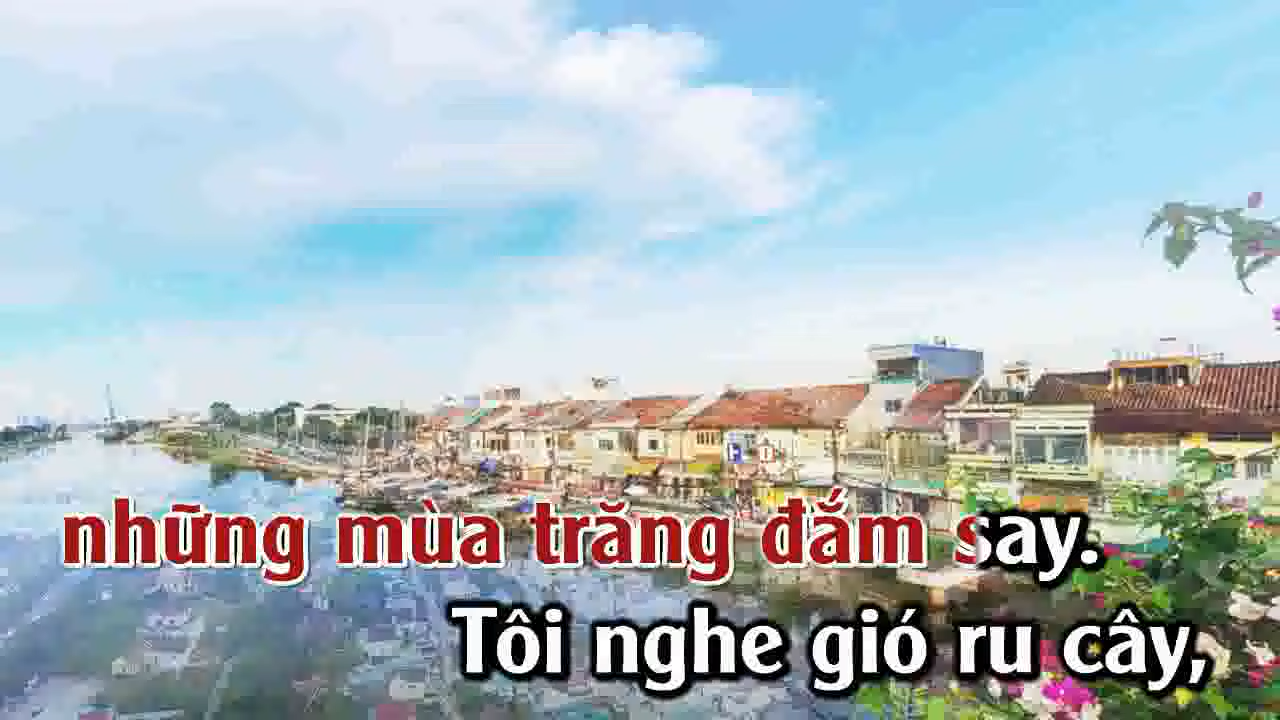 những mùa trăng đắm say.
Tôi nghe gió ru cây,